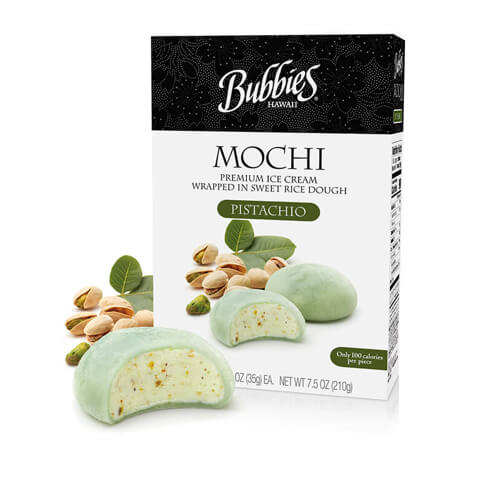 Bubbies®
HAWAII
MOCHI
PREMIUM ICE CREAM
WRAPPED IN SWEET RICE DOUGH
PISTACHIO
Only 100 calories
per piece
OZ (35g) EA. NET WT 7.5 OZ (210g)